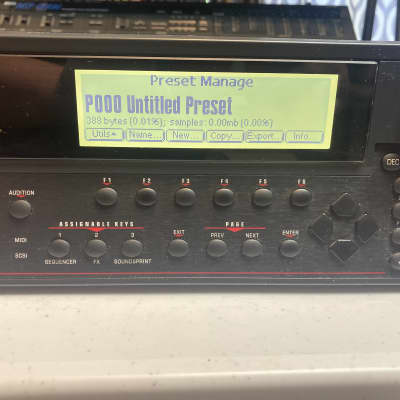 Preset Manage
P000 Untitled Preset
388 bytes (0.01%); samples: 0.00mb (0.00%)
Utils Name... New... Copy... Export... Info...
DEC
AUDITION
F1 F2 F3 F4 F5 F6
ASSIGNABLE KEYS PAGE
MIDI 1 2 3 EXIT PREV NEXT ENTER
SCSI SEQUENCER FX SOUNDSPRINT